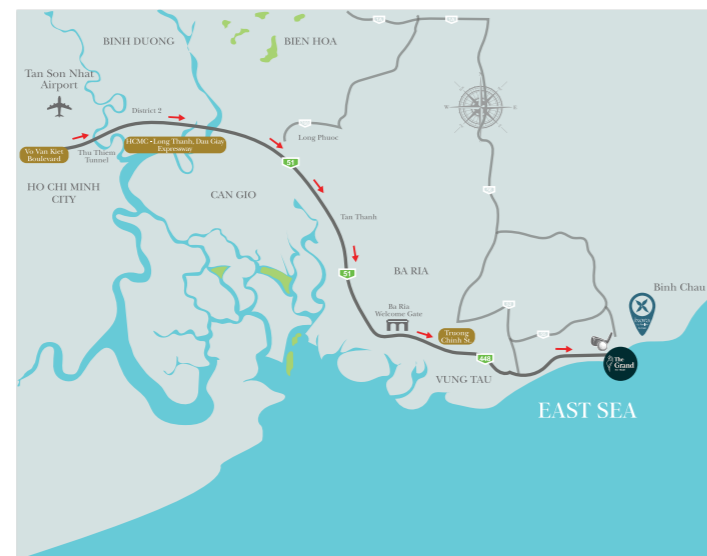 BINH DUONG
BIEN HOA
Tan Son Nhat
Airport
District 2
Long Phuoc
Vo Van Kiet
Boulevard
Thu Thiem
Tunnel
HCMC - Long Thanh, Dau Giay
Expressway
51
HO CHI MINH
CITY
CAN GIO
Tan Thanh
51
BA RIA
Binh Chau
Ba Ria
Welcome Gate
Truong
Chinh St.
448
The
Grand
VUNG TAU
EAST SEA
W
E